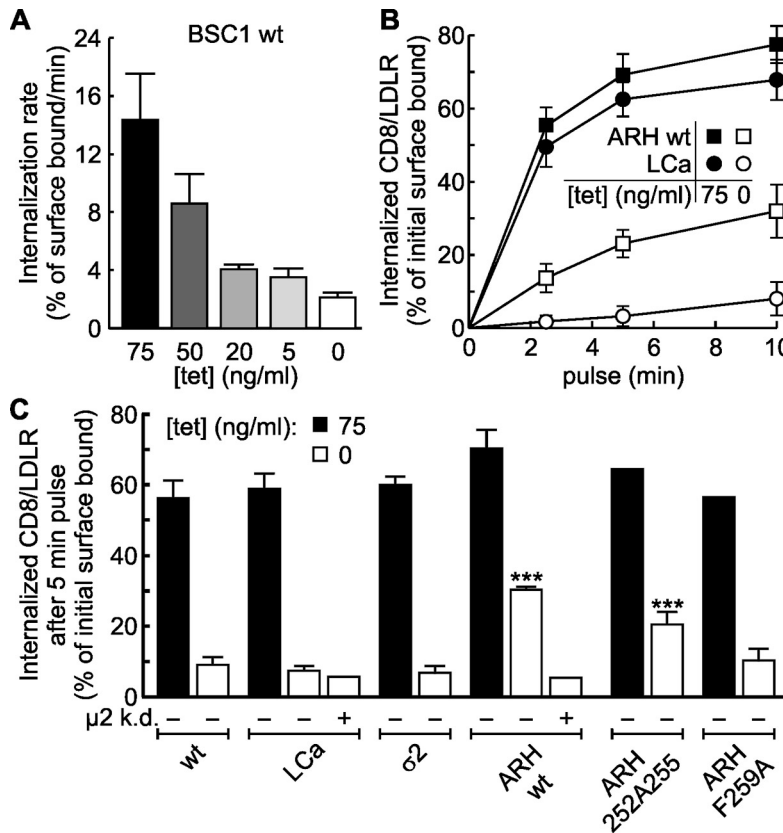 A
BSC1 wt
Internalization rate
(% of surface bound/min)
24
18
14
12
8
4
0
75 50 20 5 0
[tet] (ng/ml)
B
Internalized CD8/LDLR
(% of initial surface bound)
80
60
40
20
0
ARH wt
LCa
[tet] (ng/ml) 75 0
0 2 4 6 8 10
pulse (min)
C
[tet] (ng/ml): 75
0
Internalized CD8/LDLR
after 5 min pulse
(% of initial surface bound)
80
60
40
20
0
***
***
μ2 k.d. – – – – + – – – – + – – – –
wt
LCa
σ2
ARH
wt
ARH
252A255
ARH
F259A